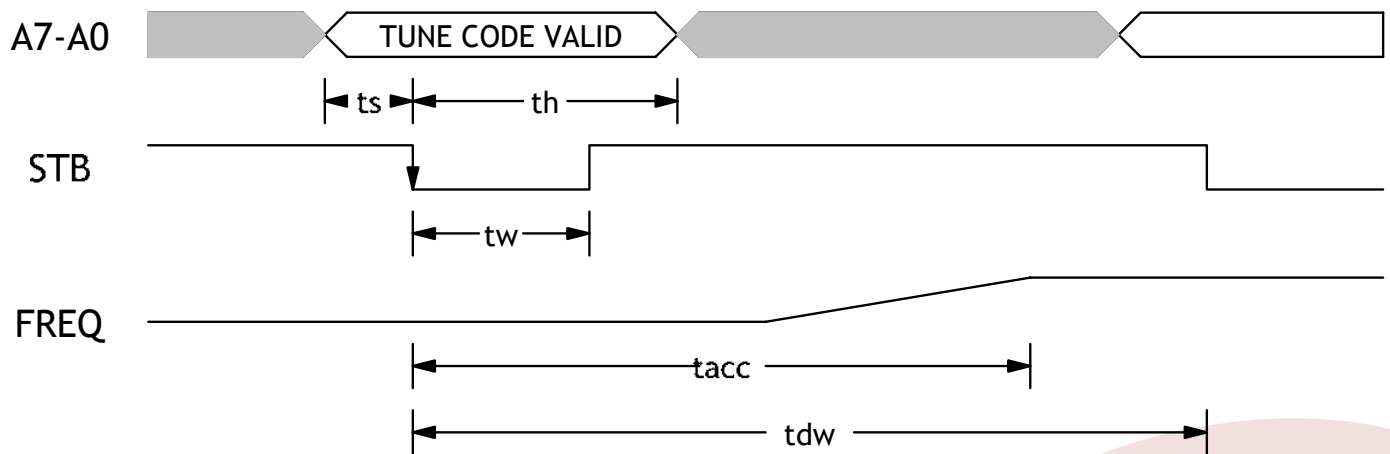 A7-A0
TUNE CODE VALID
ts
th
STB
tw
FREQ
tacc
tdw